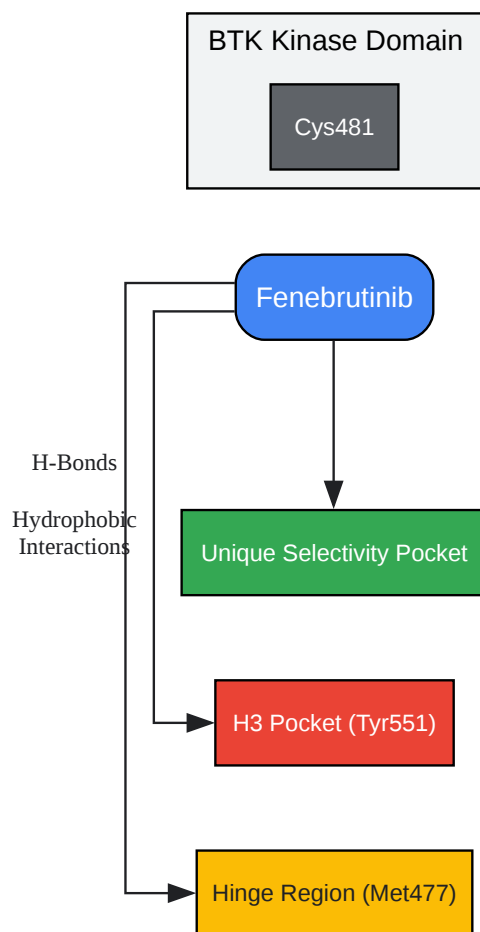 BTK Kinase Domain
Cys481
Fenebrutinib
H-Bonds
Hydrophobic
Interactions
Unique Selectivity Pocket
H3 Pocket (Tyr551)
Hinge Region (Met477)